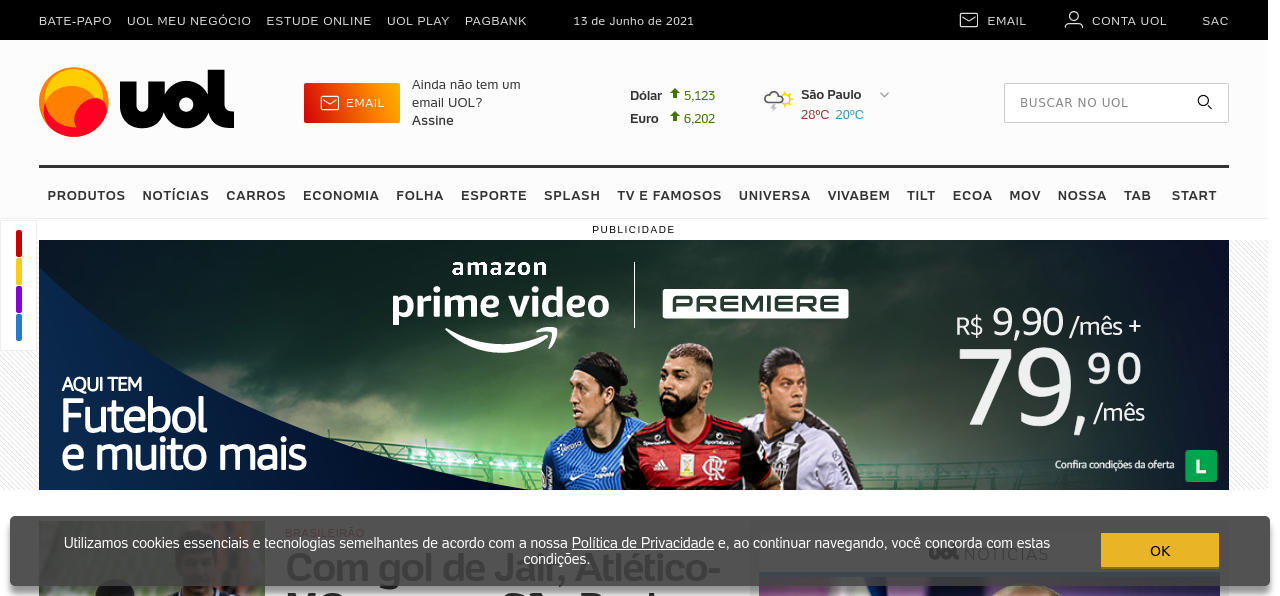 BATE-PAPO UOL MEU NEGÓCIO ESTUDE ONLINE UOL PLAY PAGBANK 13 de Junho de 2021 EMAIL CONTA UOL SAC
uol
EMAIL
Ainda não tem um
email UOL?
Assine
Dólar 5,123
Euro 6,202
São Paulo
28ºC 20ºC
BUSCAR NO UOL
PRODUTOS NOTÍCIAS CARROS ECONOMIA FOLHA ESPORTE SPLASH TV E FAMOSOS UNIVERSA VIVABEM TILT ECOA MOV NOSSA TAB START
PUBLICIDADE
amazon
prime video
PREMIERE
AQUI TEM
Futebol
e muito mais
R$ 9,90 /mês +
79,90
/mês
Confira condições da oferta L
BRASILEIRÃO
Com gol de Jair, Atlético-
uol NOTÍCIAS
Utilizamos cookies essenciais e tecnologias semelhantes de acordo com a nossa Política de Privacidade e, ao continuar navegando, você concorda com estas
condições.
OK